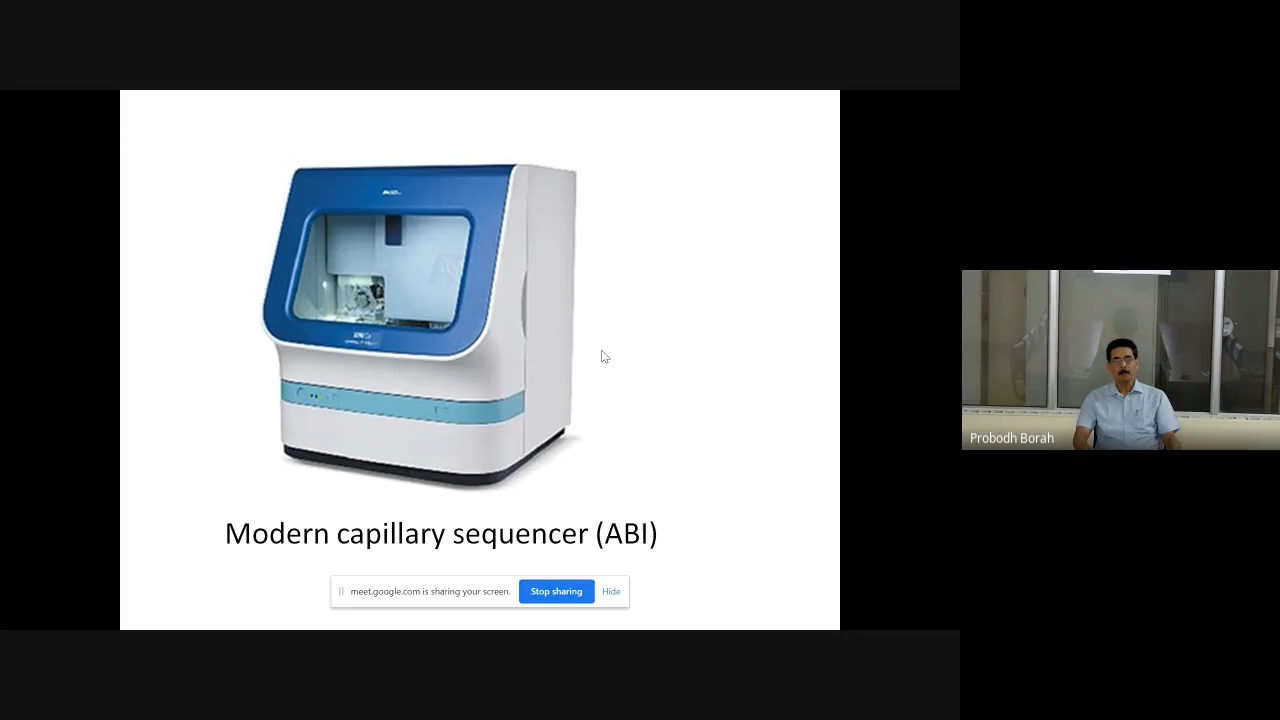 Modern capillary sequencer (ABI)
meet.google.com is sharing your screen.
Stop sharing
Hide
Probodh Borah